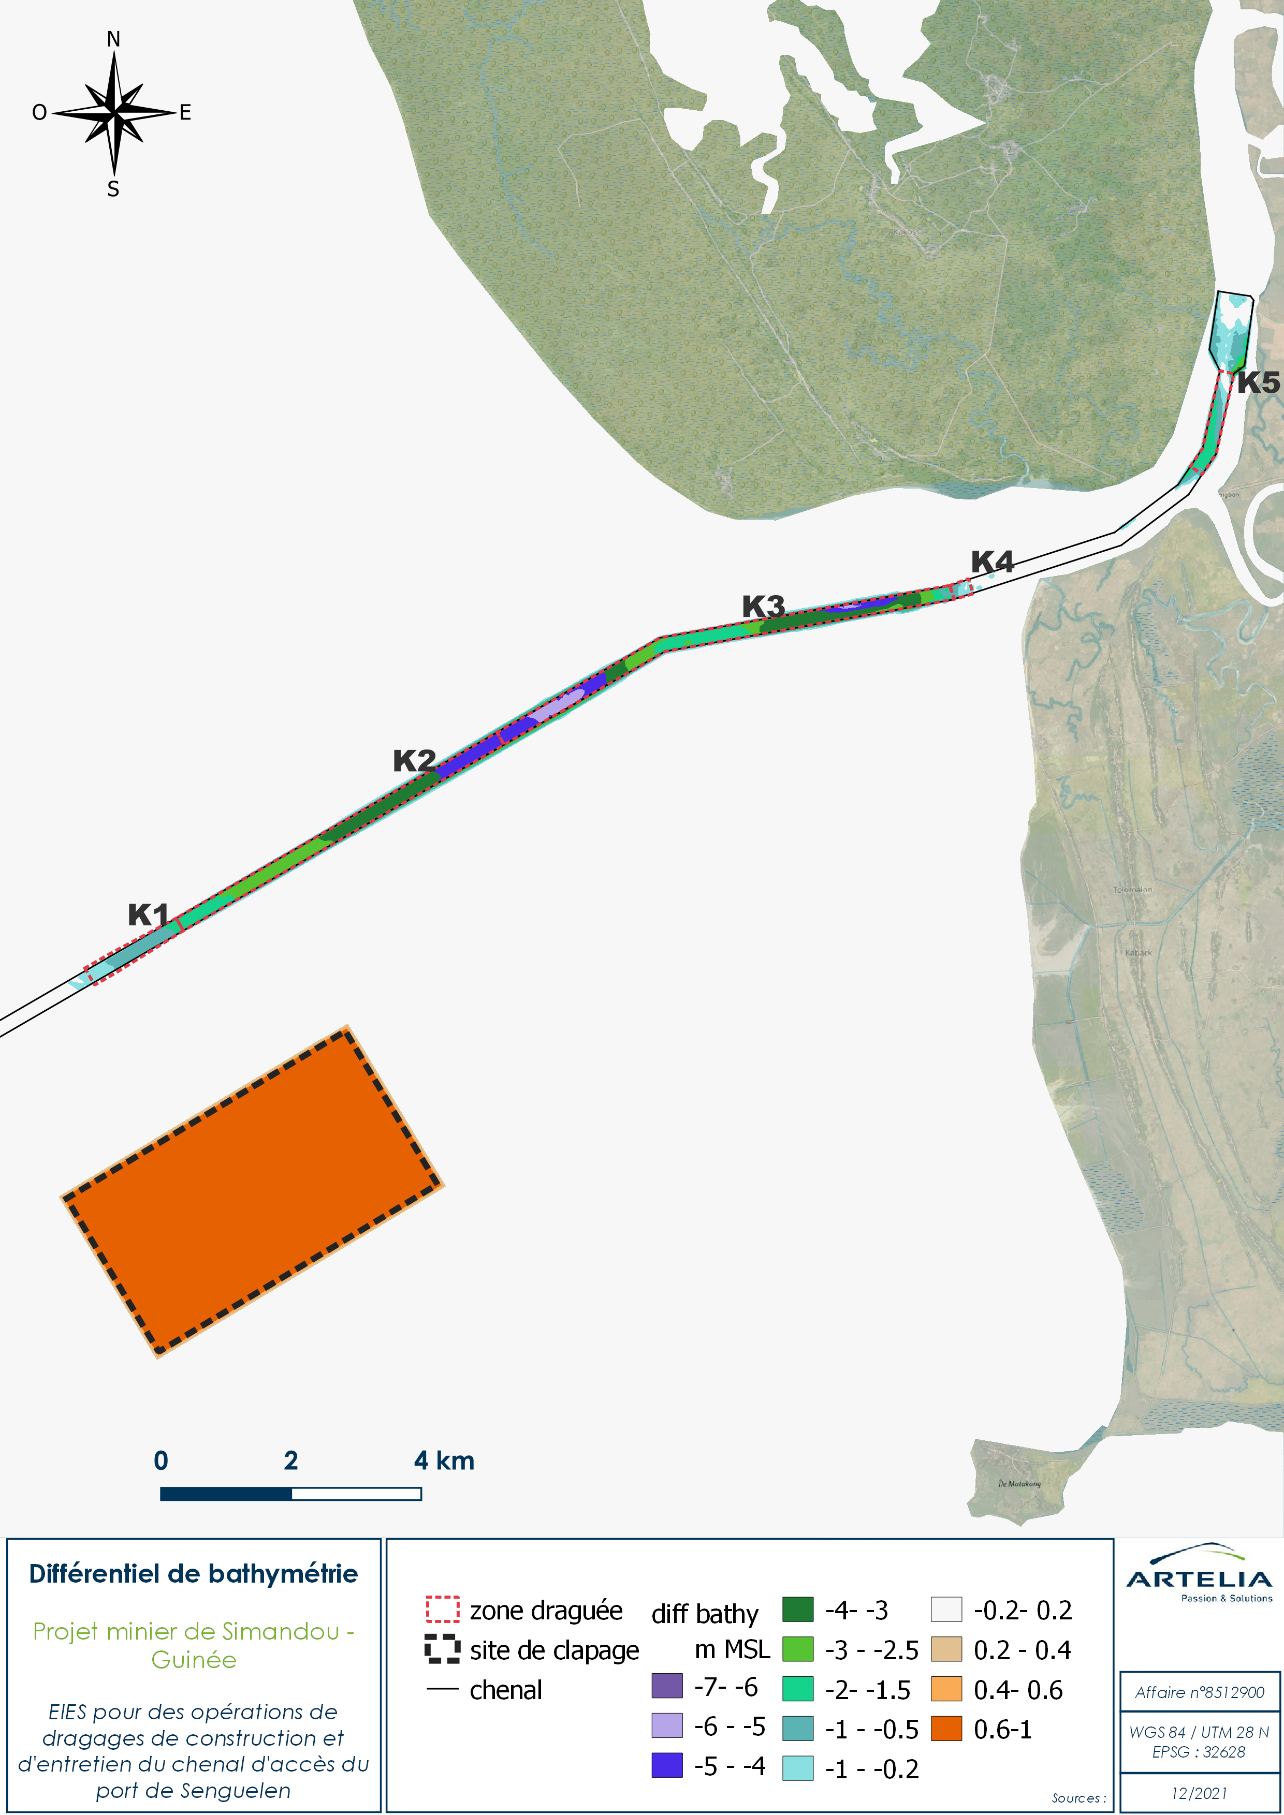 N
O
E
S
K5
K4
K3
K2
K1
Tolomalon
Kaback
Île Matakong
0 2 4 km
Différentiel de bathymétrie
Projet minier de Simandou -
Guinée
EIES pour des opérations de
dragages de construction et
d'entretien du chenal d'accès du
port de Senguelen
zone draguée
site de clapage
chenal
diff bathy
m MSL
-7- -6
-6 - -5
-5 - -4
-4- -3
-3 - -2.5
-2- -1.5
-1 - -0.5
-1 - -0.2
-0.2- 0.2
0.2 - 0.4
0.4- 0.6
0.6-1
Sources :
ARTELIA
Passion & Solutions
Affaire n°8512900
WGS 84 / UTM 28 N
EPSG : 32628
12/2021